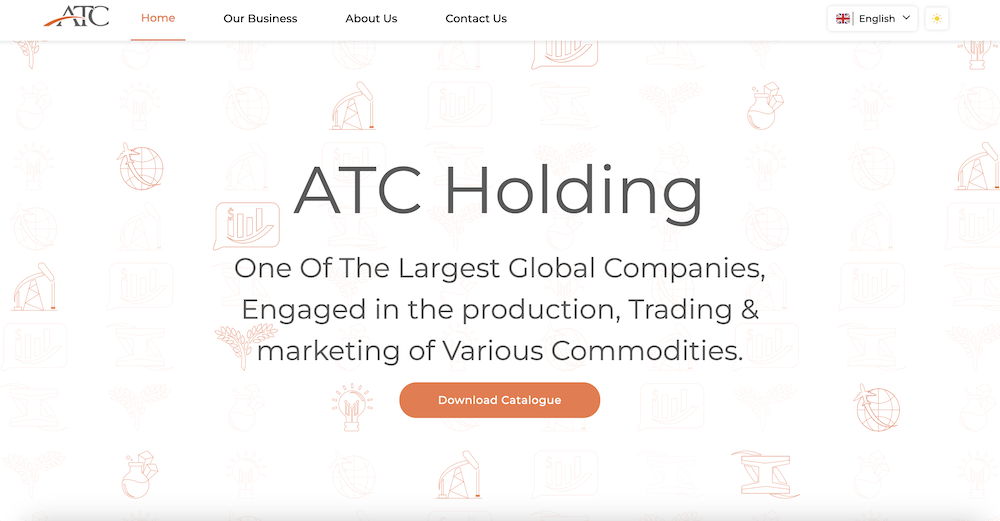 ATC
Home
Our Business
About Us
Contact Us
English
ATC Holding
One Of The Largest Global Companies,
Engaged in the production, Trading &
marketing of Various Commodities.
Download Catalogue